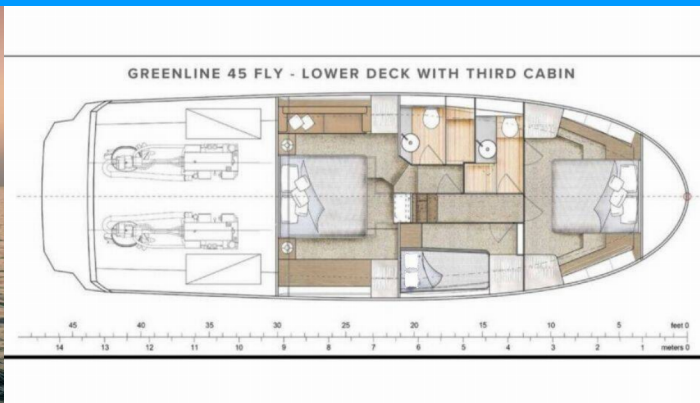 GREENLINE 45 FLY - LOWER DECK WITH THIRD CABIN
45 40 35 30 25 20 15 10 5 feet 0
14 13 12 11 10 9 8 7 6 5 4 3 2 1 meters 0